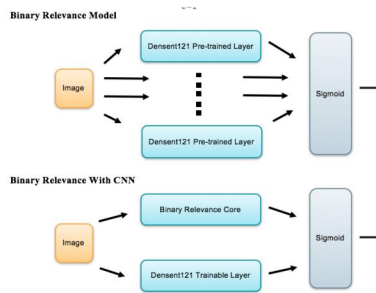 Binary Relevance Model
Densent121 Pre-trained Layer
Image
Sigmoid
Densent121 Pre-trained Layer
Binary Relevance With CNN
Binary Relevance Core
Image
Sigmoid
Densent121 Trainable Layer